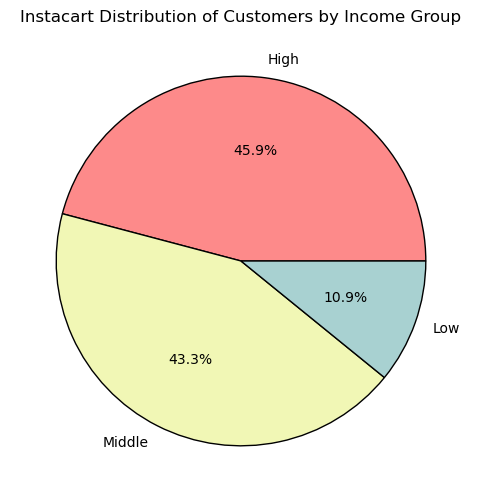 Instacart Distribution of Customers by Income Group
High
45.9%
10.9%
Low
43.3%
Middle